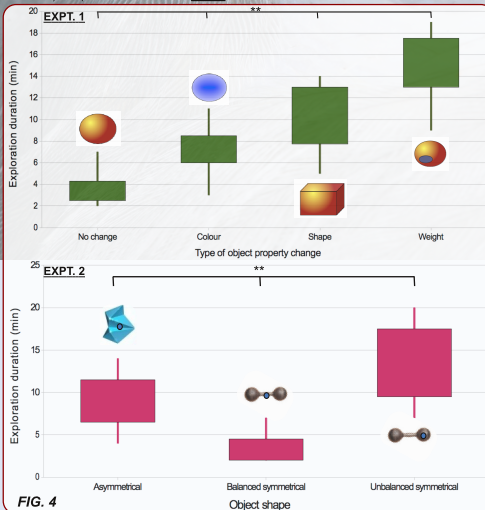 EXPT. 1
**
Exploration duration (min)
20
18
16
14
12
10
8
6
4
2
0
No change Colour Shape Weight
Type of object property change
EXPT. 2
**
Exploration duration (min)
25
20
15
10
5
0
Asymmetrical Balanced symmetrical Unbalanced symmetrical
Object shape
FIG. 4